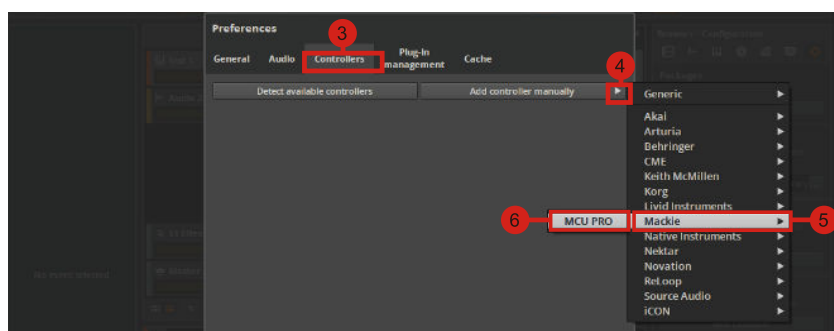 Preferences
3
General Audio Controllers Plug-in management Cache
4
Detect available controllers Add controller manually
Generic
Akai
Arturia
Behringer
CME
Keith McMillen
Korg
Livid Instruments
6 MCU PRO Mackie 5
Native Instruments
Nektar
Novation
ReLoop
Source Audio
iCON
No event selected